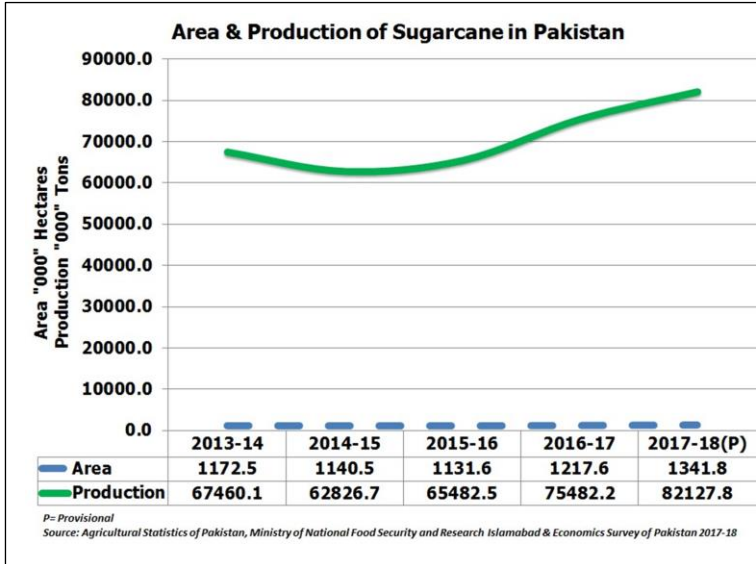 Area & Production of Sugarcane in Pakistan
Area "000" Hectares
Production "000" Tons
90000.0
80000.0
70000.0
60000.0
50000.0
40000.0
30000.0
20000.0
10000.0
0.0
2013-14 2014-15 2015-16 2016-17 2017-18(P)
Area 1172.5 1140.5 1131.6 1217.6 1341.8
Production 67460.1 62826.7 65482.5 75482.2 82127.8
P= Provisional
Source: Agricultural Statistics of Pakistan, Ministry of National Food Security and Research Islamabad & Economics Survey of Pakistan 2017-18